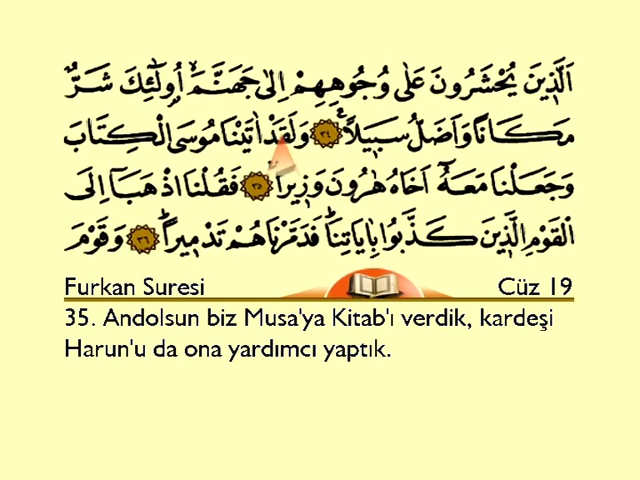 اَلَّذ۪ينَ يُحْشَرُونَ عَلٰى وُجُوهِهِمْ اِلٰى جَهَنَّمَۙ اُو۬لٰٓئِكَ شَرٌّ
مَكَانًا وَاَضَلُّ سَب۪يلًا۟ ﴿٣٤﴾ وَلَقَدْ اٰتَيْنَا مُوسَى الْكِتَابَ
وَجَعَلْنَا مَعَهُٓ اَخَاهُ هٰرُونَ وَز۪يرًاۚ ﴿٣٥﴾ فَقُلْنَا اذْهَبَٓا اِلَى
الْقَوْمِ الَّذ۪ينَ كَذَّبُوا بِاٰيَاتِنَاۜ فَدَمَّرْنَاهُمْ تَدْم۪يرًاۜ ﴿٣٦﴾ وَقَوْمَ
Furkan Suresi Cüz 19
35. Andolsun biz Musa'ya Kitab'ı verdik, kardeşi
Harun'u da ona yardımcı yaptık.